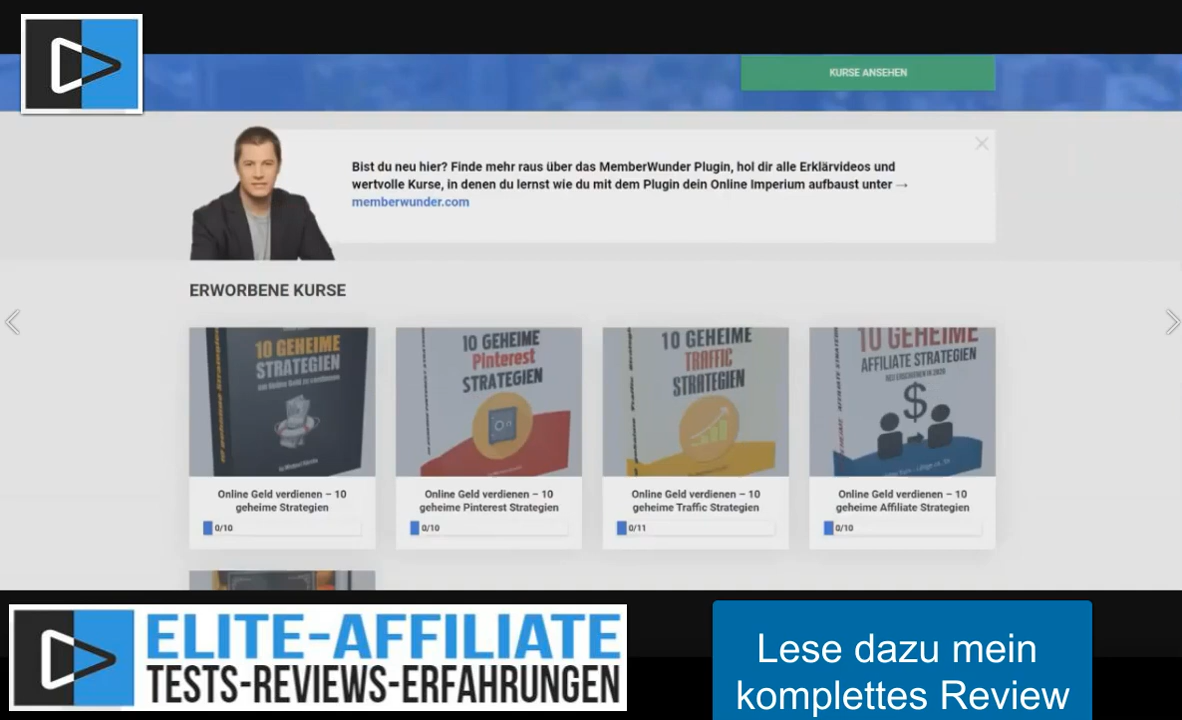 KURSE ANSEHEN
Bist du neu hier? Finde mehr raus über das MemberWunder Plugin, hol dir alle Erklärvideos und
wertvolle Kurse, in denen du lernst wie du mit dem Plugin dein Online Imperium aufbaust unter →
memberwunder.com
ERWORBENE KURSE
10 GEHEIME
STRATEGIEN
10 GEHEIME
Pinterest
STRATEGIEN
10 GEHEIME
TRAFFIC
STRATEGIEN
10 GEHEIME
AFFILIATE STRATEGIEN
Online Geld verdienen – 10
geheime Strategien
0/10
Online Geld verdienen – 10
geheime Pinterest Strategien
0/10
Online Geld verdienen – 10
geheime Traffic Strategien
0/11
Online Geld verdienen – 10
geheime Affiliate Strategien
0/10
ELITE-AFFILIATE
TESTS-REVIEWS-ERFAHRUNGEN
Lese dazu mein
komplettes Review